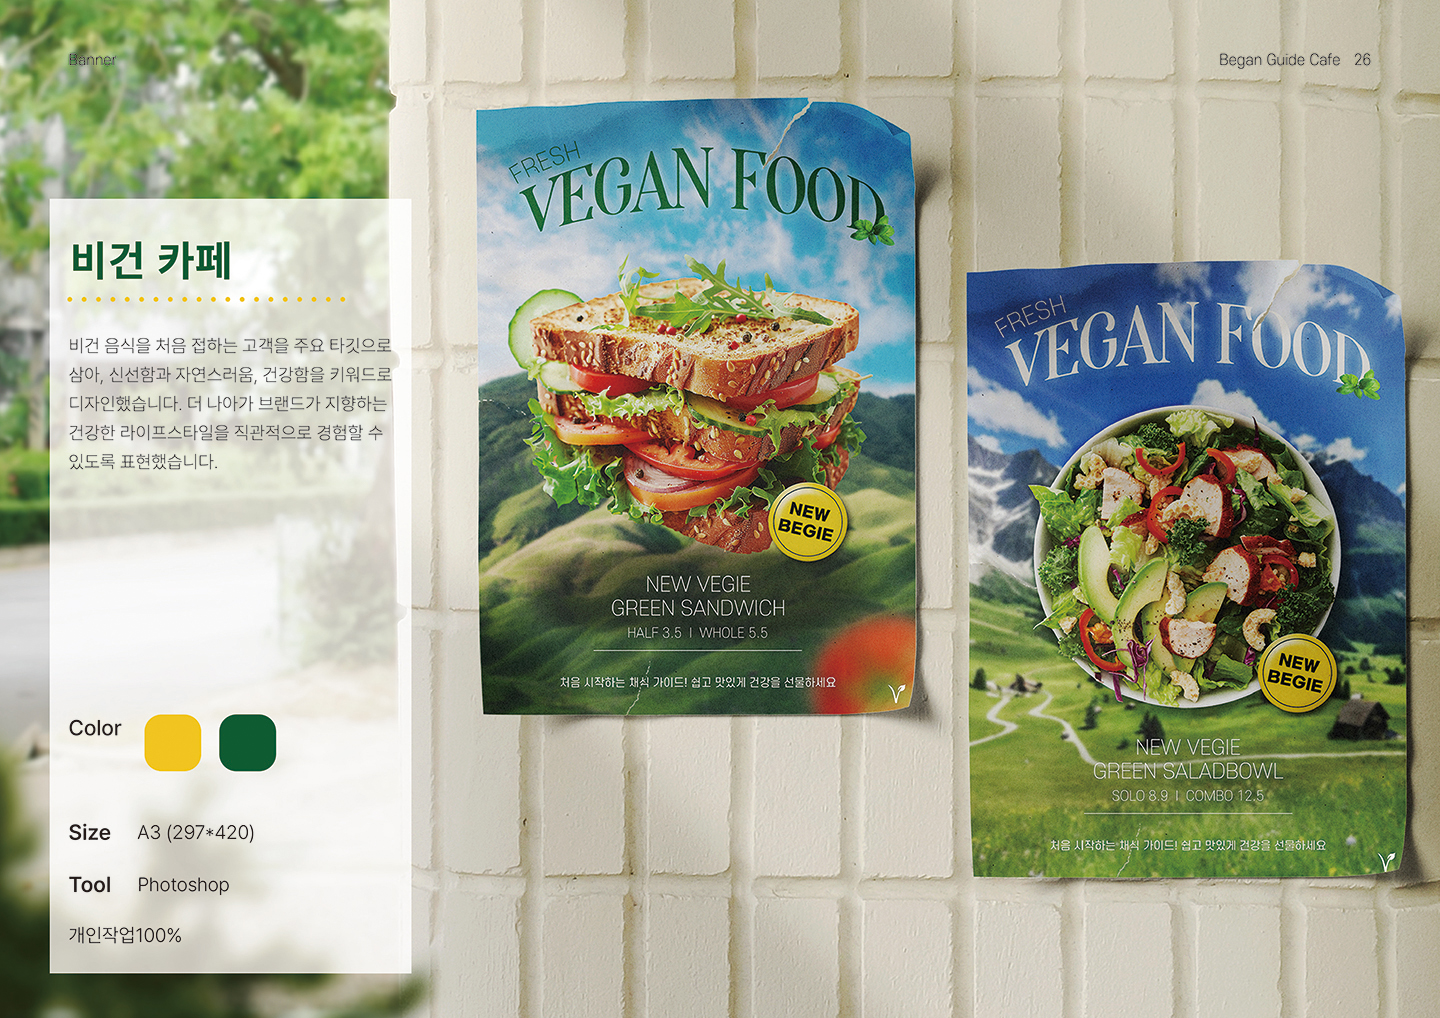 Banner
Began Guide Cafe 26
비건 카페
비건 음식을 처음 접하는 고객을 주요 타깃으로
삼아, 신선함과 자연스러움, 건강함을 키워드로
디자인했습니다. 더 나아가 브랜드가 지향하는
건강한 라이프스타일을 직관적으로 경험할 수
있도록 표현했습니다.
Color
Size A3 (297*420)
Tool Photoshop
개인작업100%
FRESH
VEGAN FOOD
NEW
BEGIE
NEW VEGIE
GREEN SANDWICH
HALF 3.5 I WHOLE 5.5
처음 시작하는 채식 가이드! 쉽고 맛있게 건강을 선물하세요
FRESH
VEGAN FOOD
NEW
BEGIE
NEW VEGIE
GREEN SALADBOWL
SOLO 8.9 I COMBO 12.5
처음 시작하는 채식 가이드! 쉽고 맛있게 건강을 선물하세요